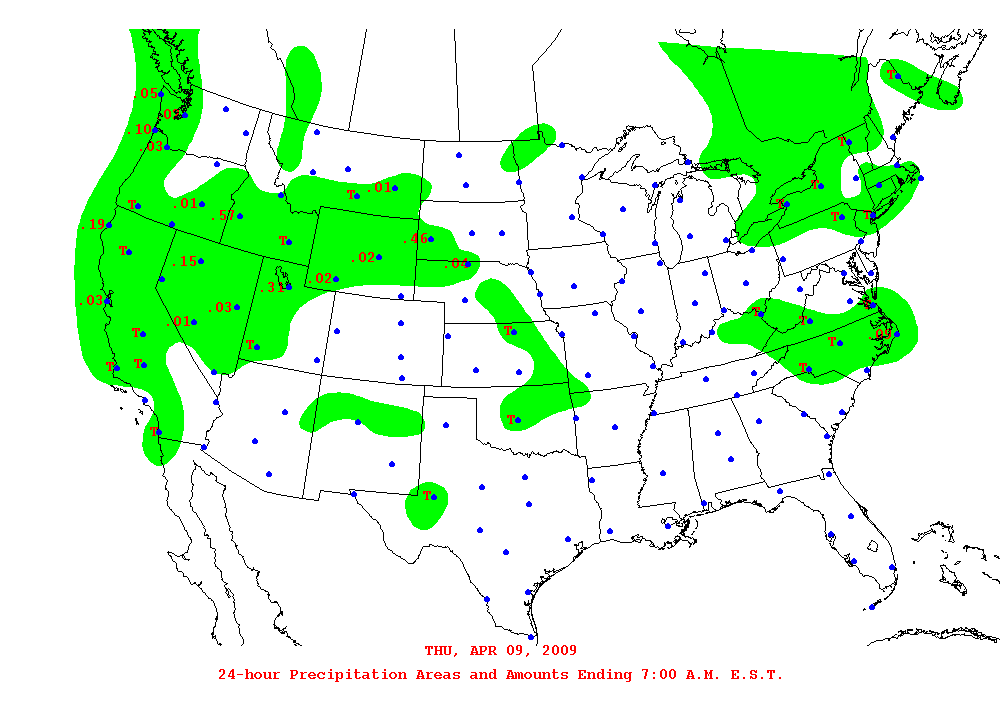 T
.05
.0
.10
.03
T
.01
T
.01
.57
T
T
T
T
T
.19
T
T
.46
.15
.02
.04
.31
.02
.03
.03
T
T
.01
T
T
T
.05
T
T
T
T
T
T
T
T
THU, APR 09, 2009
24-hour Precipitation Areas and Amounts Ending 7:00 A.M. E.S.T.